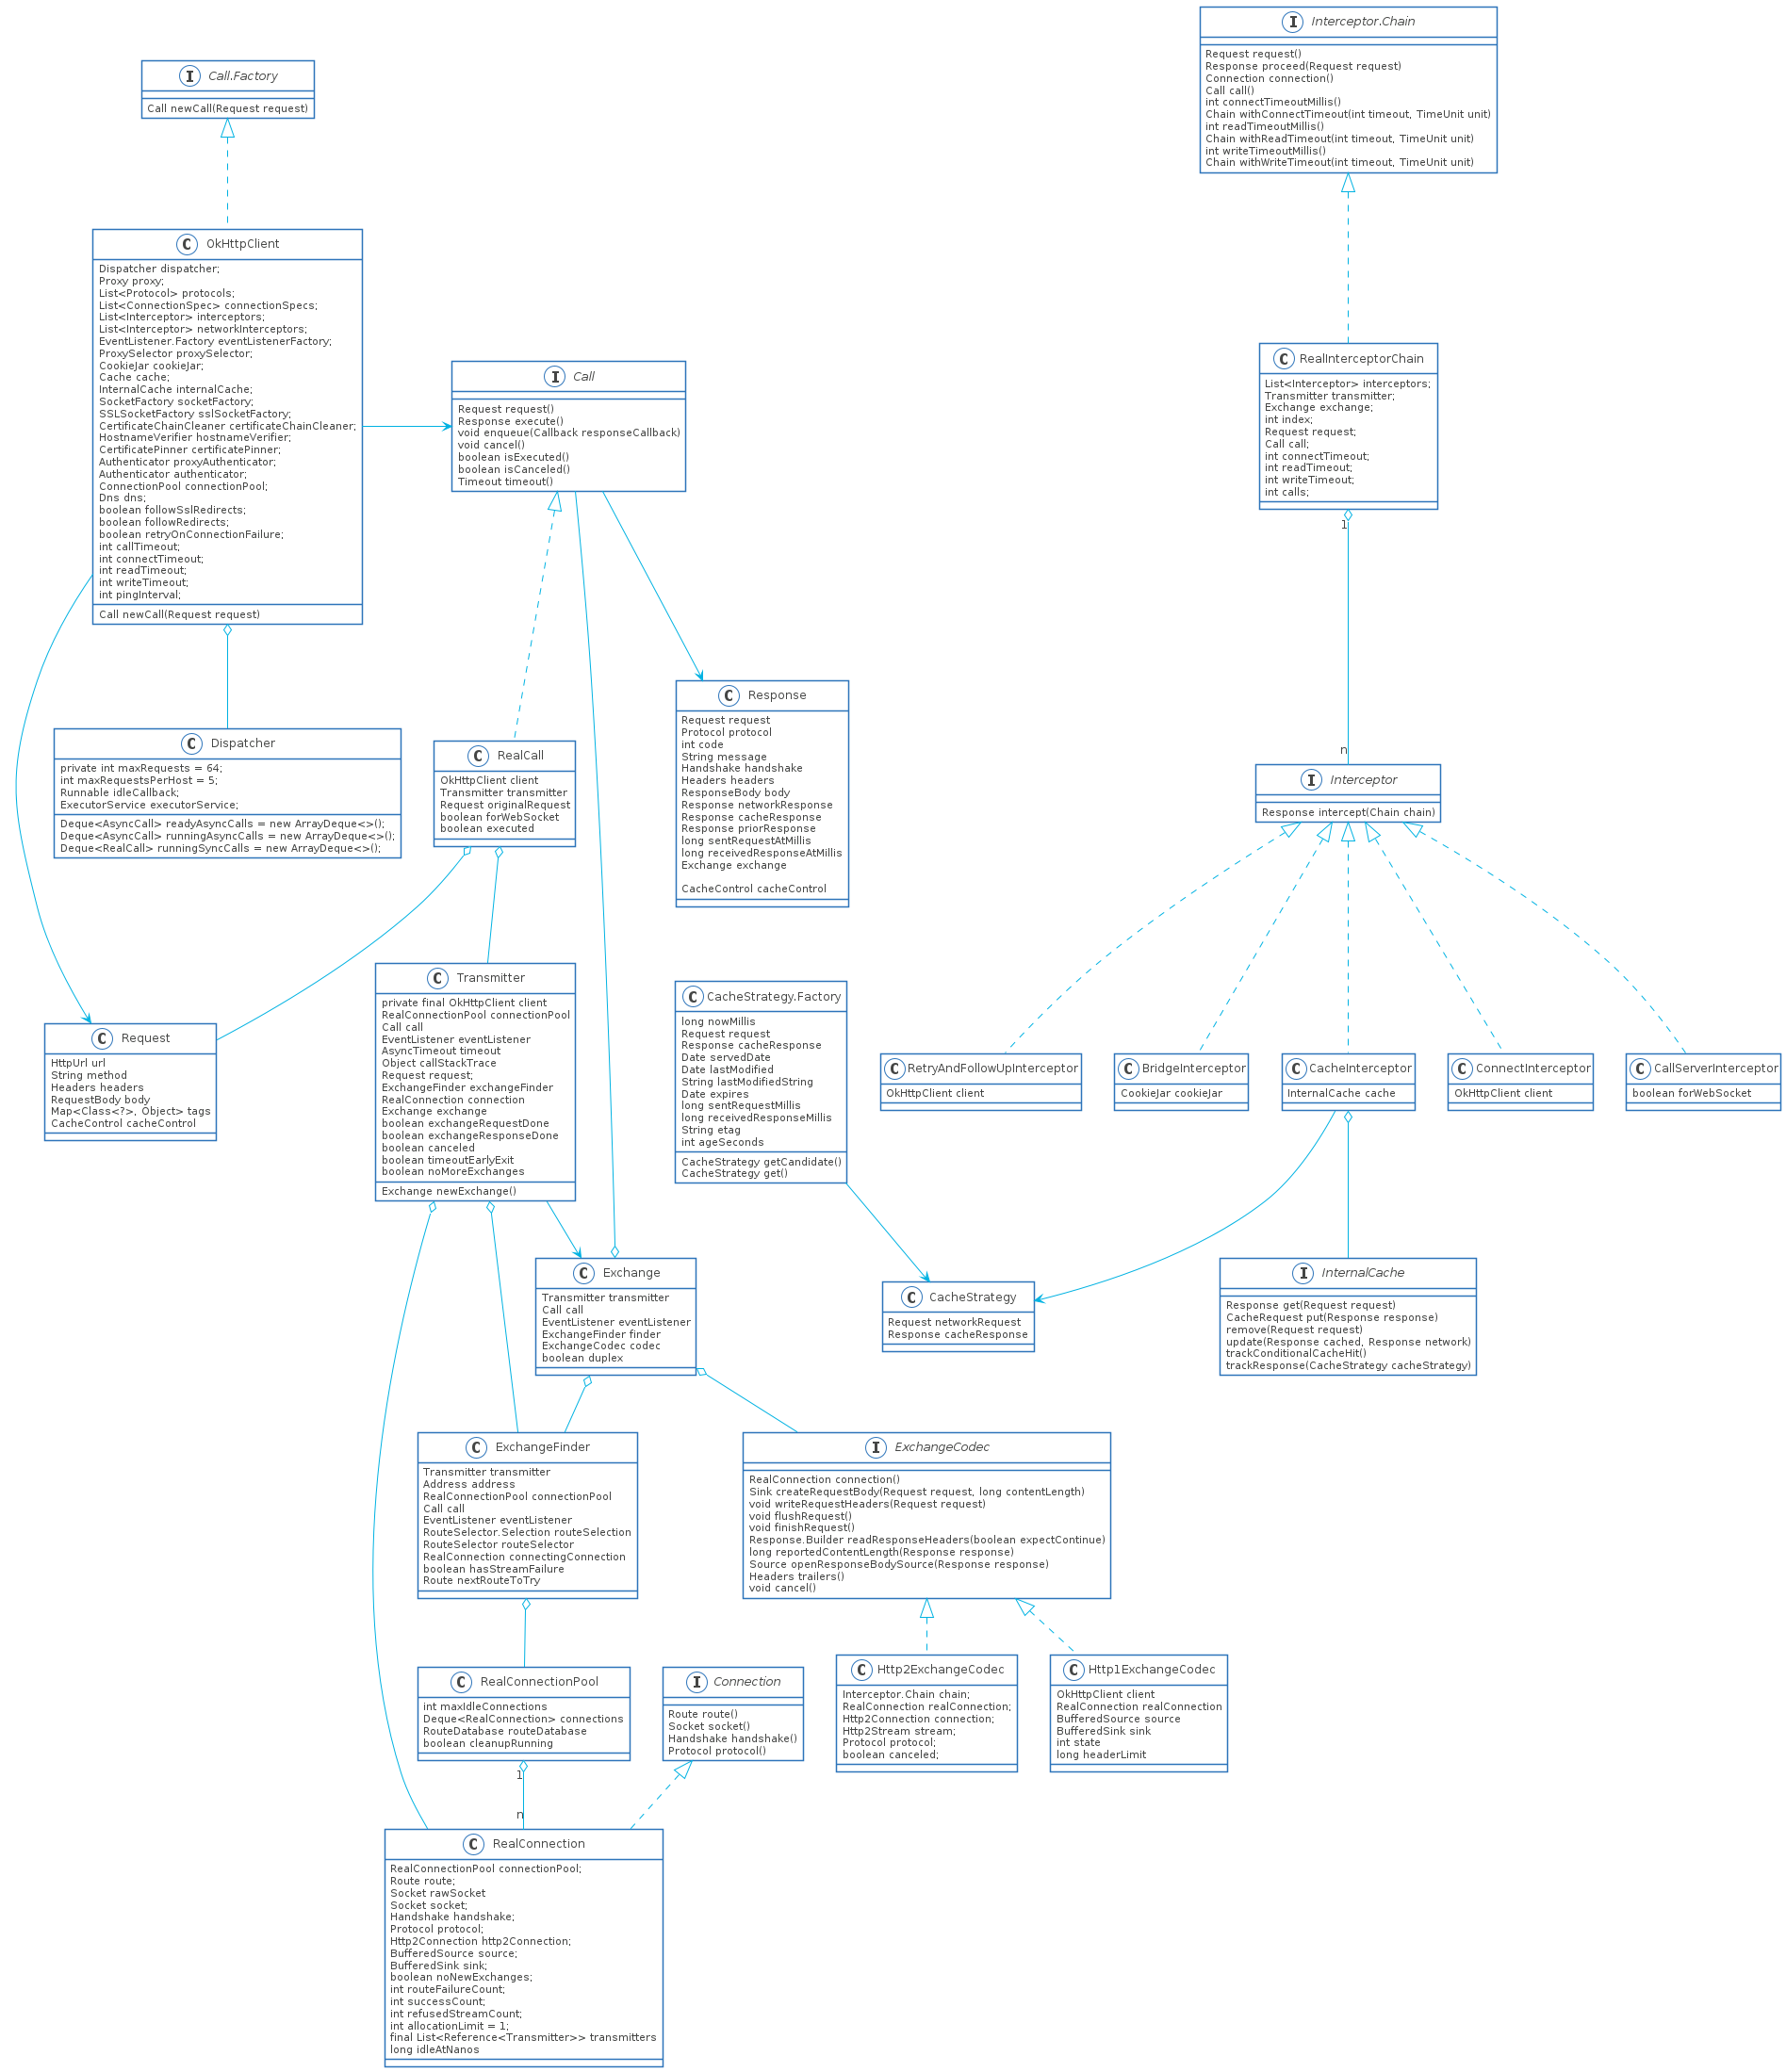 I Interceptor.Chain
Request request()
Response proceed(Request request)
Connection connection()
Call call()
int connectTimeoutMillis()
Chain withConnectTimeout(int timeout, TimeUnit unit)
int readTimeoutMillis()
Chain withReadTimeout(int timeout, TimeUnit unit)
int writeTimeoutMillis()
Chain withWriteTimeout(int timeout, TimeUnit unit)
I Call.Factory
Call newCall(Request request)
C OkHttpClient
Dispatcher dispatcher;
Proxy proxy;
List<Protocol> protocols;
List<ConnectionSpec> connectionSpecs;
List<Interceptor> interceptors;
List<Interceptor> networkInterceptors;
EventListener.Factory eventListenerFactory;
ProxySelector proxySelector;
CookieJar cookieJar;
Cache cache;
InternalCache internalCache;
SocketFactory socketFactory;
SSLSocketFactory sslSocketFactory;
CertificateChainCleaner certificateChainCleaner;
HostnameVerifier hostnameVerifier;
CertificatePinner certificatePinner;
Authenticator proxyAuthenticator;
Authenticator authenticator;
ConnectionPool connectionPool;
Dns dns;
boolean followSslRedirects;
boolean followRedirects;
boolean retryOnConnectionFailure;
int callTimeout;
int connectTimeout;
int readTimeout;
int writeTimeout;
int pingInterval;
Call newCall(Request request)
I Call
Request request()
Response execute()
void enqueue(Callback responseCallback)
void cancel()
boolean isExecuted()
boolean isCanceled()
Timeout timeout()
C RealInterceptorChain
List<Interceptor> interceptors;
Transmitter transmitter;
Exchange exchange;
int index;
Request request;
Call call;
int connectTimeout;
int readTimeout;
int writeTimeout;
int calls;
1
n
C Response
Request request
Protocol protocol
int code
String message
Handshake handshake
Headers headers
ResponseBody body
Response networkResponse
Response cacheResponse
Response priorResponse
long sentRequestAtMillis
long receivedResponseAtMillis
Exchange exchange
CacheControl cacheControl
C Dispatcher
private int maxRequests = 64;
int maxRequestsPerHost = 5;
Runnable idleCallback;
ExecutorService executorService;
Deque<AsyncCall> readyAsyncCalls = new ArrayDeque<>();
Deque<AsyncCall> runningAsyncCalls = new ArrayDeque<>();
Deque<RealCall> runningSyncCalls = new ArrayDeque<>();
C RealCall
OkHttpClient client
Transmitter transmitter
Request originalRequest
boolean forWebSocket
boolean executed
I Interceptor
Response intercept(Chain chain)
C Transmitter
private final OkHttpClient client
RealConnectionPool connectionPool
Call call
EventListener eventListener
AsyncTimeout timeout
Object callStackTrace
Request request;
ExchangeFinder exchangeFinder
RealConnection connection
Exchange exchange
boolean exchangeRequestDone
boolean exchangeResponseDone
boolean canceled
boolean timeoutEarlyExit
boolean noMoreExchanges
Exchange newExchange()
C CacheStrategy.Factory
long nowMillis
Request request
Response cacheResponse
Date servedDate
Date lastModified
String lastModifiedString
Date expires
long sentRequestMillis
long receivedResponseMillis
String etag
int ageSeconds
CacheStrategy getCandidate()
CacheStrategy get()
C Request
HttpUrl url
String method
Headers headers
RequestBody body
Map<Class<?>, Object> tags
CacheControl cacheControl
C RetryAndFollowUpInterceptor
OkHttpClient client
C BridgeInterceptor
CookieJar cookieJar
C CacheInterceptor
InternalCache cache
C ConnectInterceptor
OkHttpClient client
C CallServerInterceptor
boolean forWebSocket
C Exchange
Transmitter transmitter
Call call
EventListener eventListener
ExchangeFinder finder
ExchangeCodec codec
boolean duplex
C CacheStrategy
Request networkRequest
Response cacheResponse
I InternalCache
Response get(Request request)
CacheRequest put(Response response)
remove(Request request)
update(Response cached, Response network)
trackConditionalCacheHit()
trackResponse(CacheStrategy cacheStrategy)
C ExchangeFinder
Transmitter transmitter
Address address
RealConnectionPool connectionPool
Call call
EventListener eventListener
RouteSelector.Selection routeSelection
RouteSelector routeSelector
RealConnection connectingConnection
boolean hasStreamFailure
Route nextRouteToTry
I ExchangeCodec
RealConnection connection()
Sink createRequestBody(Request request, long contentLength)
void writeRequestHeaders(Request request)
void flushRequest()
void finishRequest()
Response.Builder readResponseHeaders(boolean expectContinue)
long reportedContentLength(Response response)
Source openResponseBodySource(Response response)
Headers trailers()
void cancel()
C RealConnectionPool
int maxIdleConnections
Deque<RealConnection> connections
RouteDatabase routeDatabase
boolean cleanupRunning
1
n
I Connection
Route route()
Socket socket()
Handshake handshake()
Protocol protocol()
C Http2ExchangeCodec
Interceptor.Chain chain;
RealConnection realConnection;
Http2Connection connection;
Http2Stream stream;
Protocol protocol;
boolean canceled;
C Http1ExchangeCodec
OkHttpClient client
RealConnection realConnection
BufferedSource source
BufferedSink sink
int state
long headerLimit
C RealConnection
RealConnectionPool connectionPool;
Route route;
Socket rawSocket
Socket socket;
Handshake handshake;
Protocol protocol;
Http2Connection http2Connection;
BufferedSource source;
BufferedSink sink;
boolean noNewExchanges;
int routeFailureCount;
int successCount;
int refusedStreamCount;
int allocationLimit = 1;
final List<Reference<Transmitter>> transmitters
long idleAtNanos